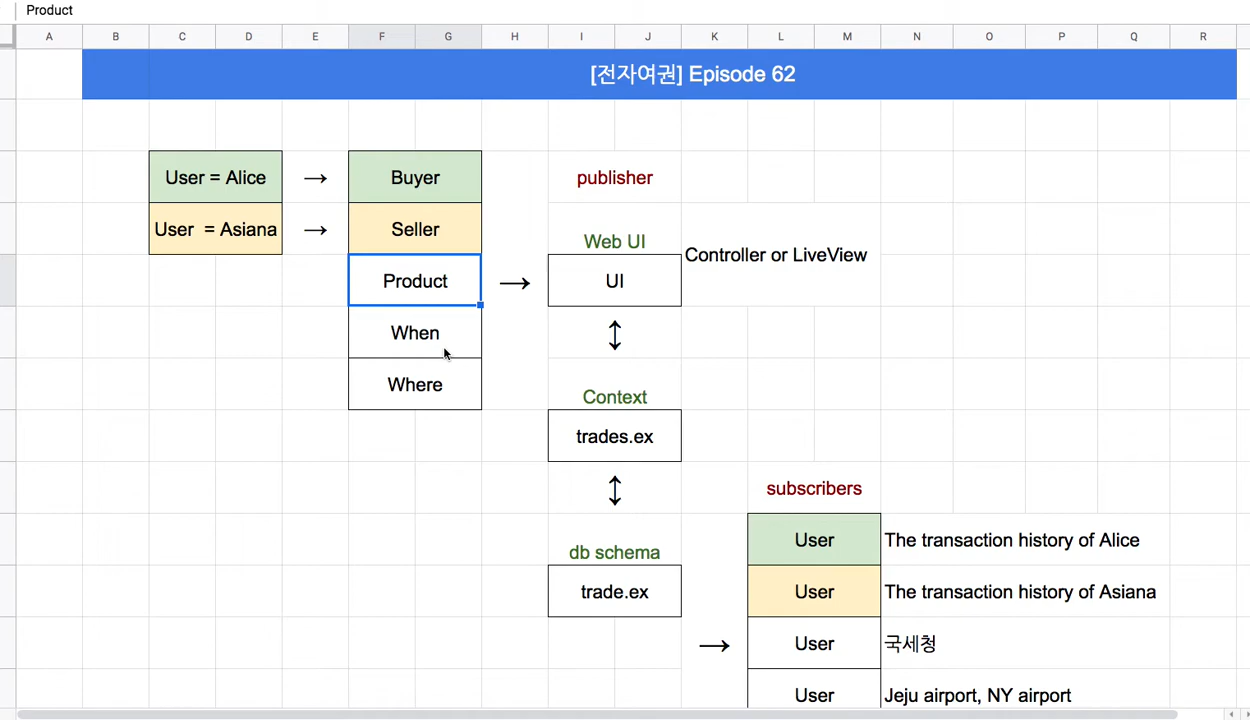 Product
A B C D E F G H I J K L M N O P Q R
[전자여권] Episode 62
User = Alice → Buyer publisher
User = Asiana → Seller
Web UI
Controller or LiveView
Product → UI
When ↕
Where
Context
trades.ex
↕
subscribers
User The transaction history of Alice
db schema
trade.ex User The transaction history of Asiana
→ User 국세청
User Jeju airport, NY airport